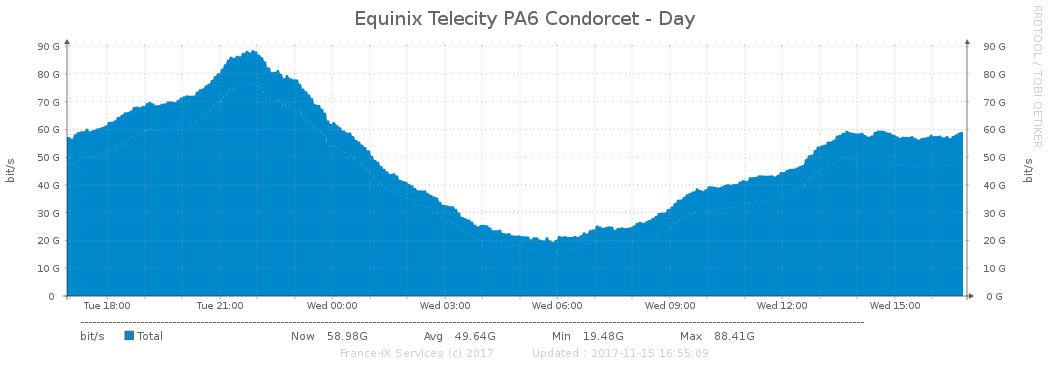 Equinix Telecity PA6 Condorcet - Day
RRDTOOL / TOBI OETIKER
90 G 90 G
80 G 80 G
70 G 70 G
60 G 60 G
50 G 50 G
40 G 40 G
30 G 30 G
20 G 20 G
10 G 10 G
0 0 G
bit/s bit/s
Tue 18:00 Tue 21:00 Wed 00:00 Wed 03:00 Wed 06:00 Wed 09:00 Wed 12:00 Wed 15:00
bit/s Total Now 58.98G Avg 49.64G Min 19.48G Max 88.41G
France-IX Services (c) 2017 Updated : 2017-11-15 16:55:09